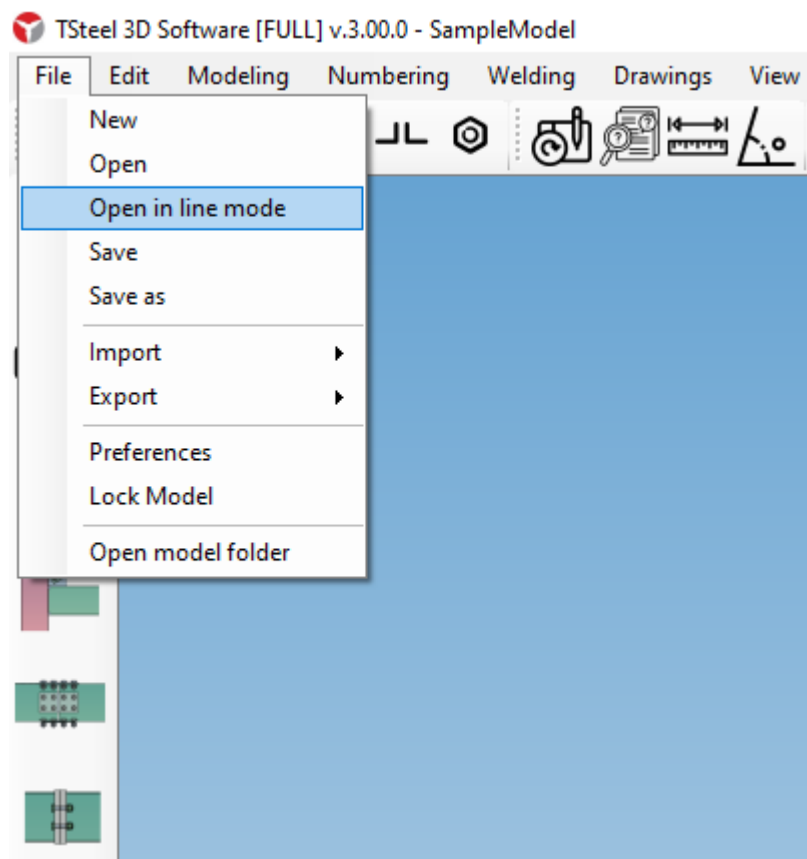 TSteel 3D Software [FULL] v.3.00.0 - SampleModel
File Edit Modeling Numbering Welding Drawings View
New
Open
Open in line mode
Save
Save as
Import
Export
Preferences
Lock Model
Open model folder